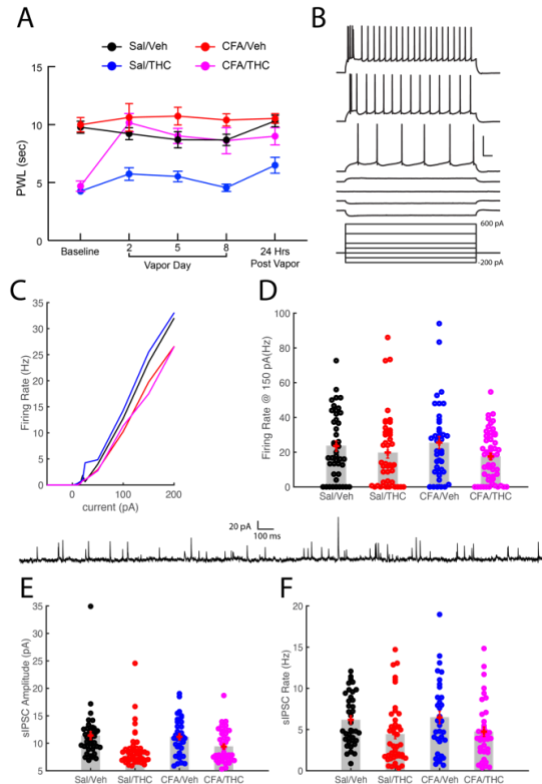 A
Sal/Veh CFA/Veh
Sal/THC CFA/THC
15
10
5
0
PWL (sec)
Baseline 2 5 8 24 Hrs
Vapor Day Post Vapor
B
600 pA
-200 pA
C
35
30
25
20
15
10
5
0
Firing Rate (Hz)
0 100 200
current (pA)
D
100
80
60
40
20
0
Firing Rate @ 150 pA(Hz)
Sal/Veh Sal/THC CFA/Veh CFA/THC
20 pA
100 ms
E
35
30
25
20
15
10
5
sIPSC Amplitude (pA)
Sal/Veh Sal/THC CFA/Veh CFA/THC
F
20
15
10
5
0
sIPSC Rate (Hz)
Sal/Veh Sal/THC CFA/Veh CFA/THC